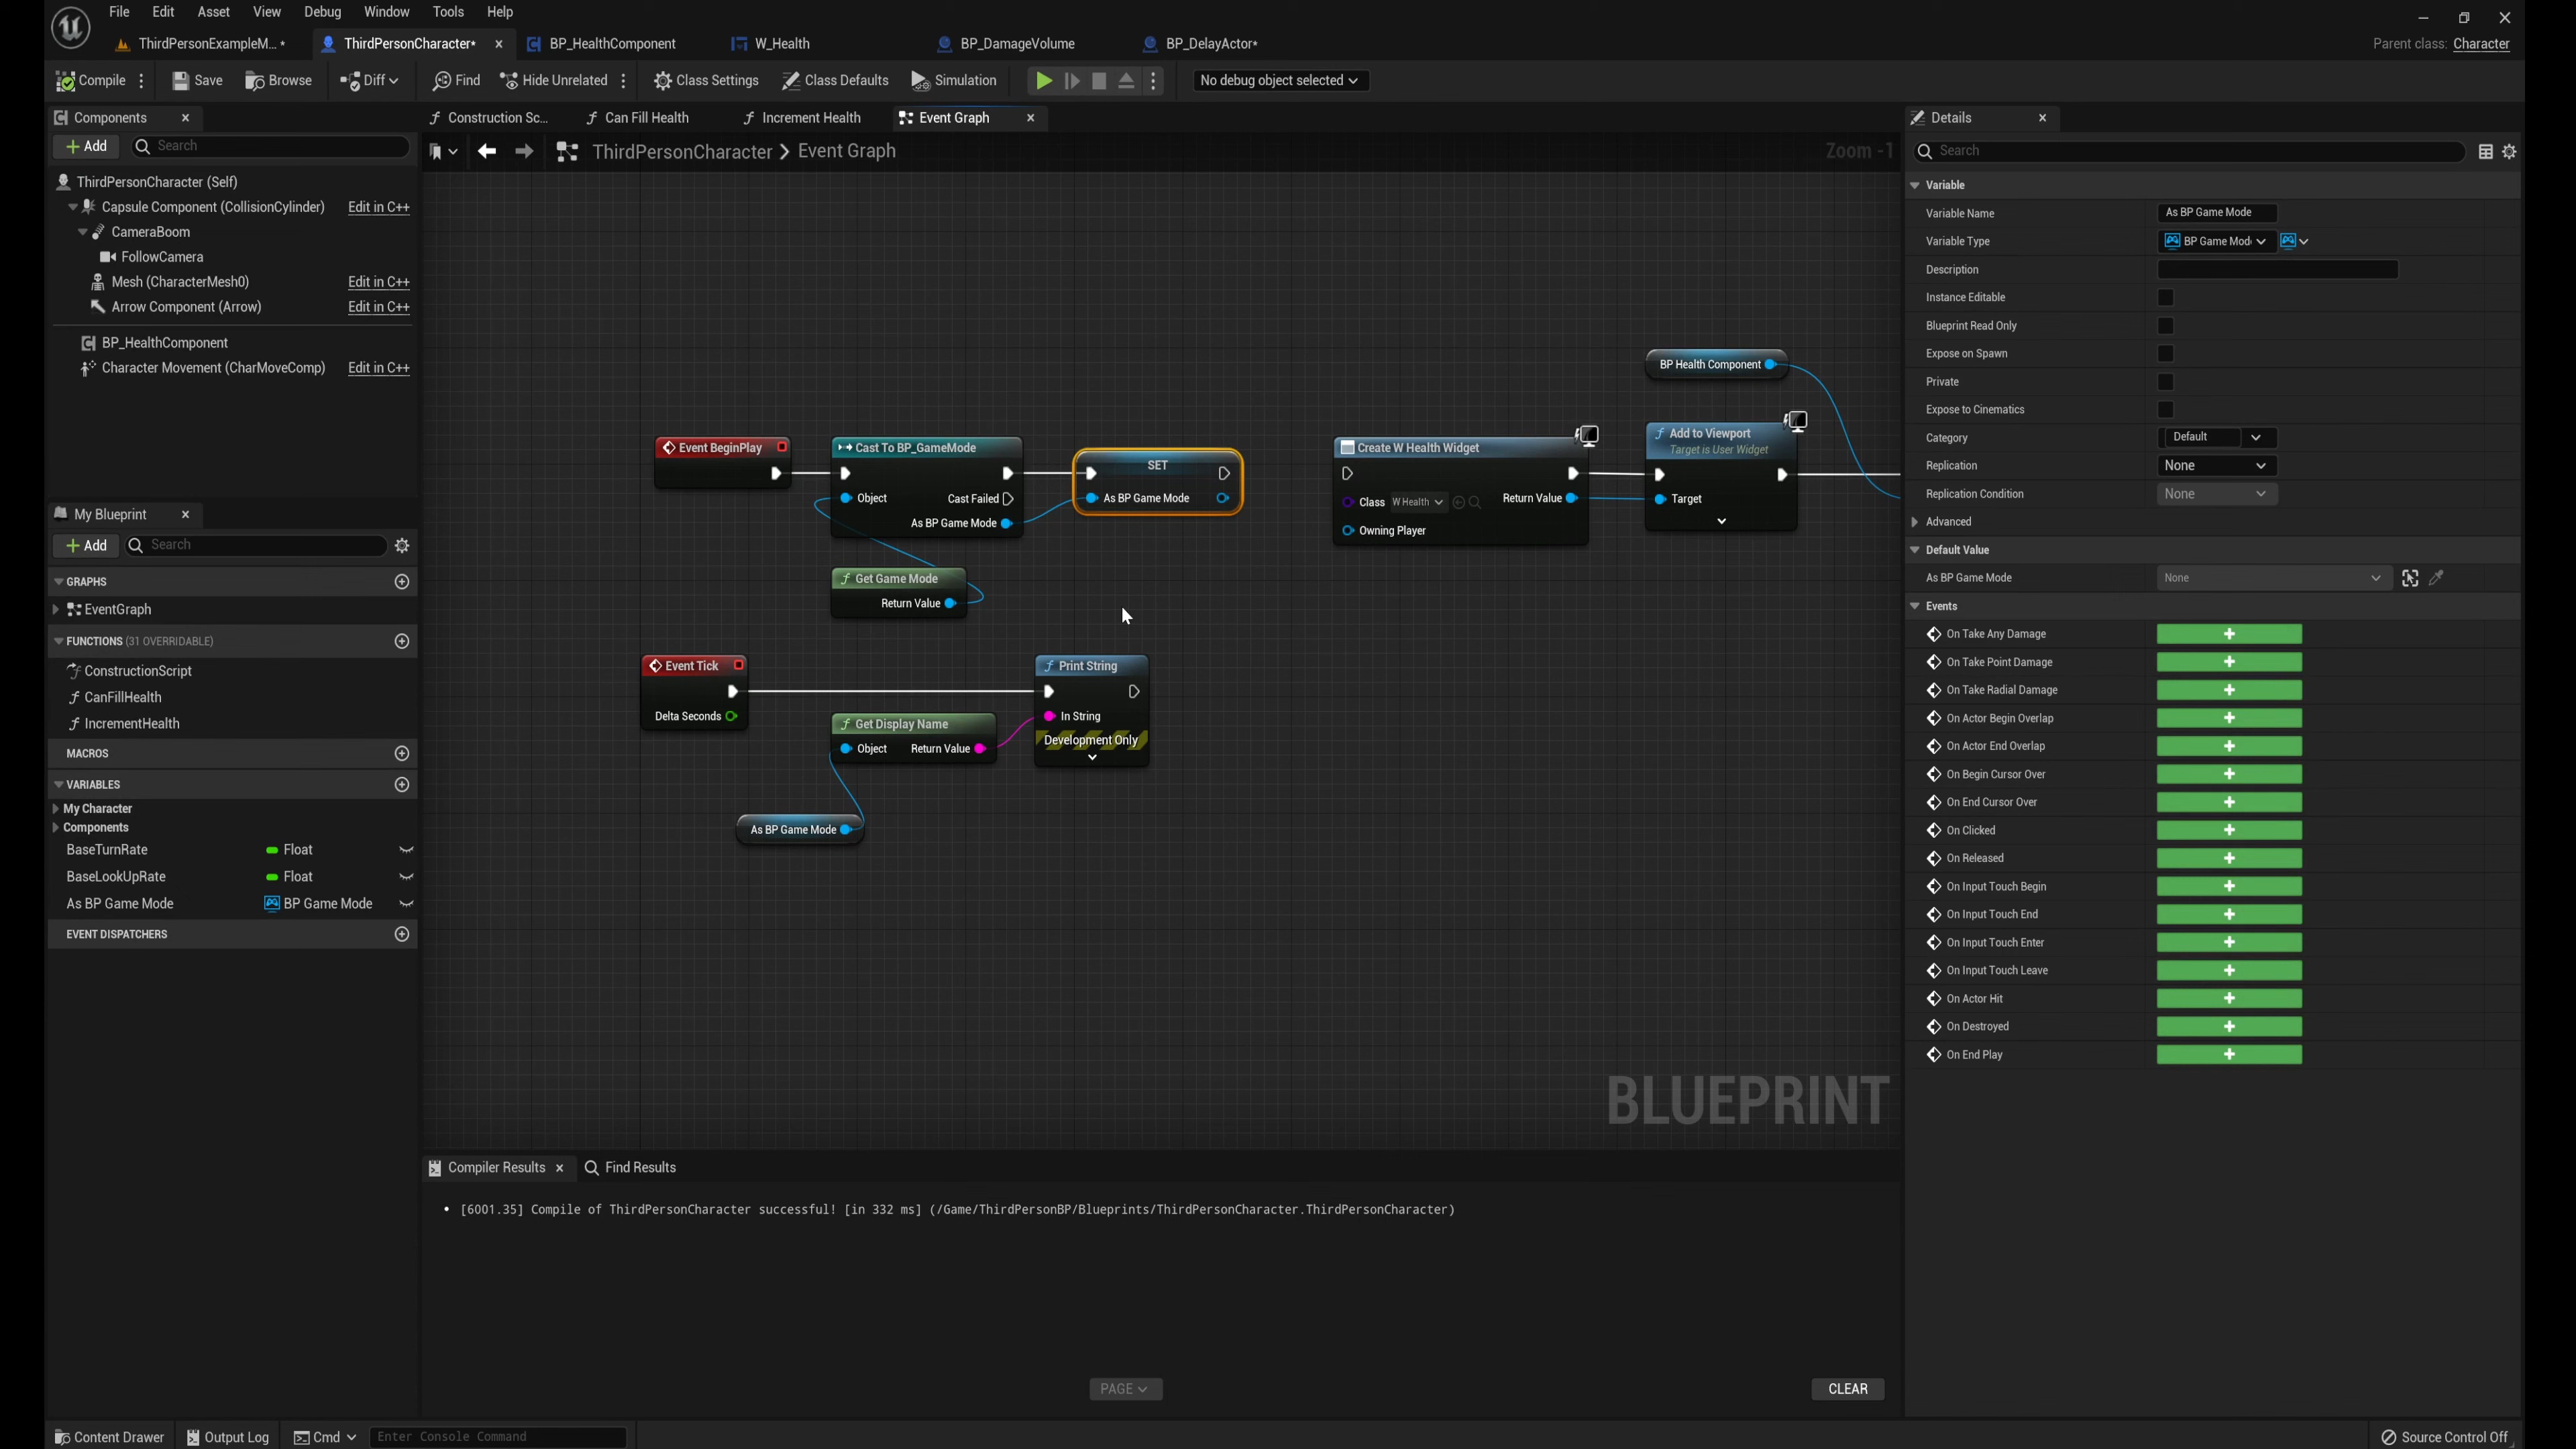 File Edit Asset View Debug Window Tools Help
ThirdPersonExampleM... * ThirdPersonCharacter* BP_HealthComponent W_Health BP_DamageVolume BP_DelayActor*
Parent class: Character
Compile Save Browse Diff Find Hide Unrelated Class Settings Class Defaults Simulation No debug object selected
Components
Add Search
ThirdPersonCharacter (Self)
Capsule Component (CollisionCylinder) Edit in C++
CameraBoom
FollowCamera
Mesh (CharacterMesh0) Edit in C++
Arrow Component (Arrow) Edit in C++
BP_HealthComponent
Character Movement (CharMoveComp) Edit in C++
My Blueprint
Add Search
GRAPHS
EventGraph
FUNCTIONS (31 OVERRIDABLE)
ConstructionScript
CanFillHealth
IncrementHealth
MACROS
VARIABLES
My Character
Components
BaseTurnRate Float
BaseLookUpRate Float
As BP Game Mode BP Game Mode
EVENT DISPATCHERS
Construction Sc... Can Fill Health Increment Health Event Graph
ThirdPersonCharacter > Event Graph
Zoom -1
BP Health Component
Event BeginPlay
Cast To BP_GameMode
Object Cast Failed
As BP Game Mode
SET
As BP Game Mode
Create W Health Widget
Class W Health Return Value
Owning Player
Add to Viewport
Target is User Widget
Target
Get Game Mode
Return Value
Event Tick
Delta Seconds
Get Display Name
Object Return Value
Print String
In String
Development Only
As BP Game Mode
BLUEPRINT
Compiler Results Find Results
• [6001.35] Compile of ThirdPersonCharacter successful! [in 332 ms] (/Game/ThirdPersonBP/Blueprints/ThirdPersonCharacter.ThirdPersonCharacter)
PAGE
CLEAR
Details
Search
Variable
Variable Name As BP Game Mode
Variable Type BP Game Mod
Description
Instance Editable
Blueprint Read Only
Expose on Spawn
Private
Expose to Cinematics
Category Default
Replication None
Replication Condition None
Advanced
Default Value
As BP Game Mode None
Events
On Take Any Damage
On Take Point Damage
On Take Radial Damage
On Actor Begin Overlap
On Actor End Overlap
On Begin Cursor Over
On End Cursor Over
On Clicked
On Released
On Input Touch Begin
On Input Touch End
On Input Touch Enter
On Input Touch Leave
On Actor Hit
On Destroyed
On End Play
Content Drawer Output Log Cmd Enter Console Command
Source Control Off